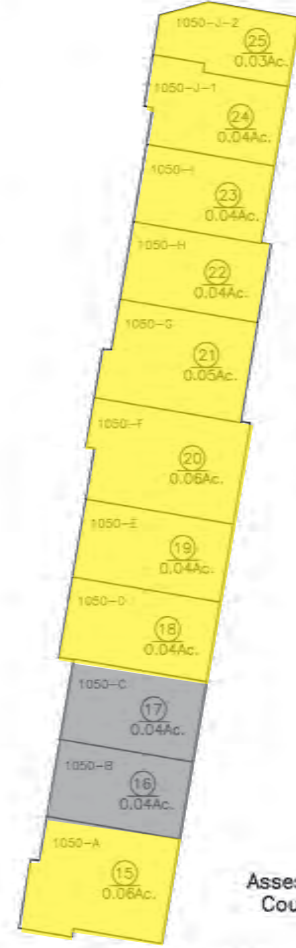 1050-J-2
25
0.03Ac.
1050-J-1
24
0.04Ac.
1050-I
23
0.04Ac.
1050-H
22
0.04Ac.
1050-G
21
0.05Ac.
1050-F
20
0.06Ac.
1050-E
19
0.04Ac.
1050-D
18
0.04Ac.
1050-C
17
0.04Ac.
1050-B
16
0.04Ac.
1050-A
15
0.06Ac.
Asses
Cou